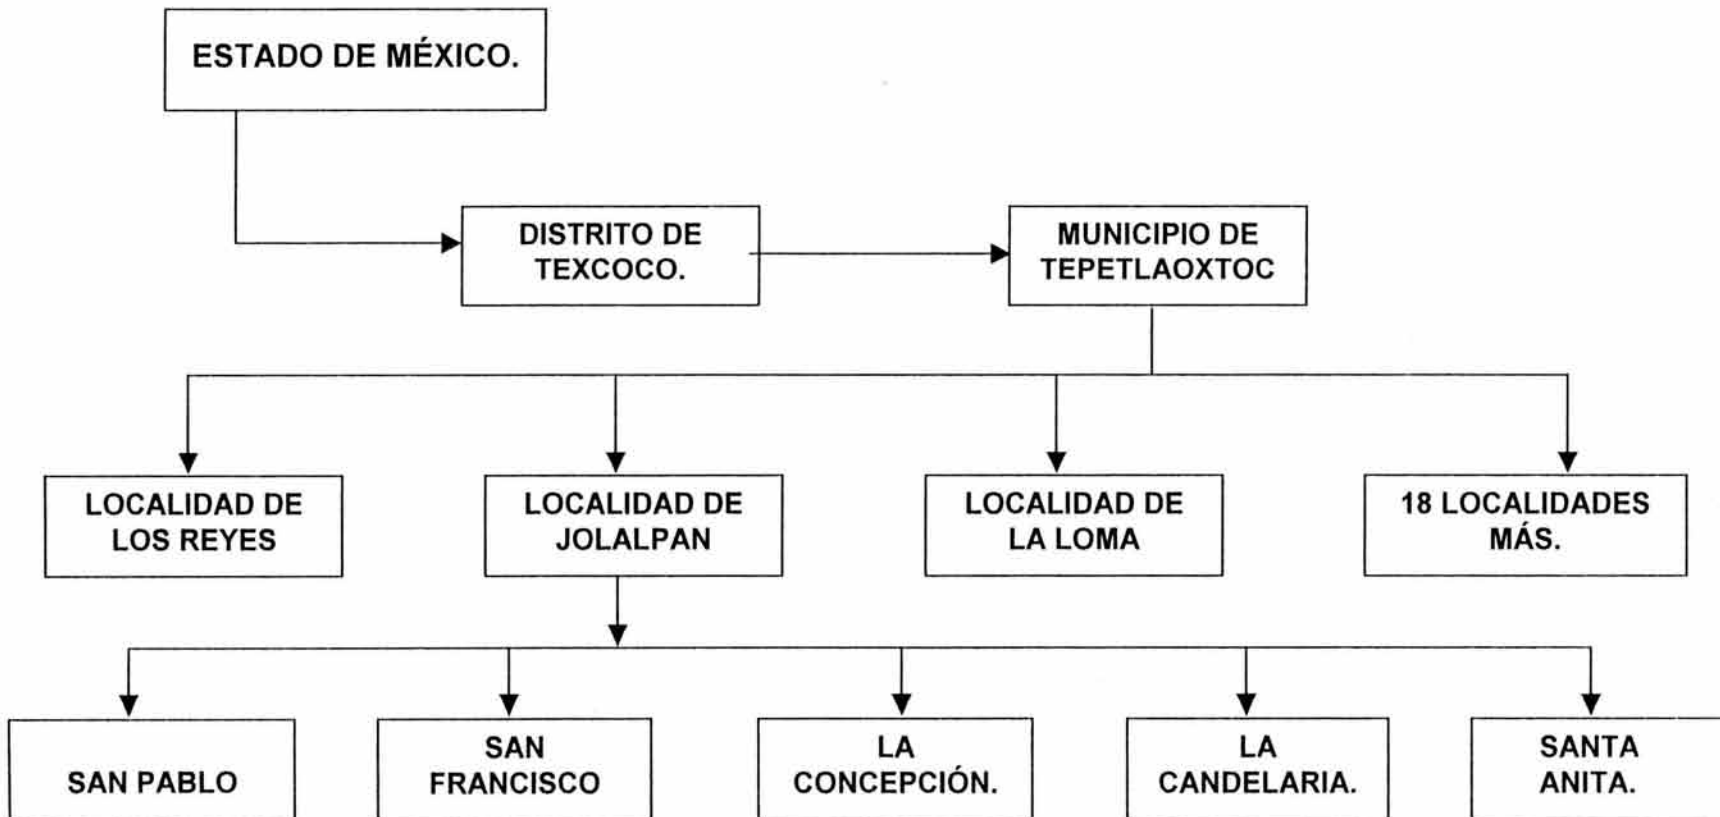 ESTADO DE MÉXICO.
DISTRITO DE
TEXCOCO.
MUNICIPIO DE
TEPETLAOXTOC
LOCALIDAD DE
LOS REYES
LOCALIDAD DE
JOLALPAN
LOCALIDAD DE
LA LOMA
18 LOCALIDADES
MÁS.
SAN PABLO
SAN
FRANCISCO
LA
CONCEPCIÓN.
LA
CANDELARIA.
SANTA
ANITA.